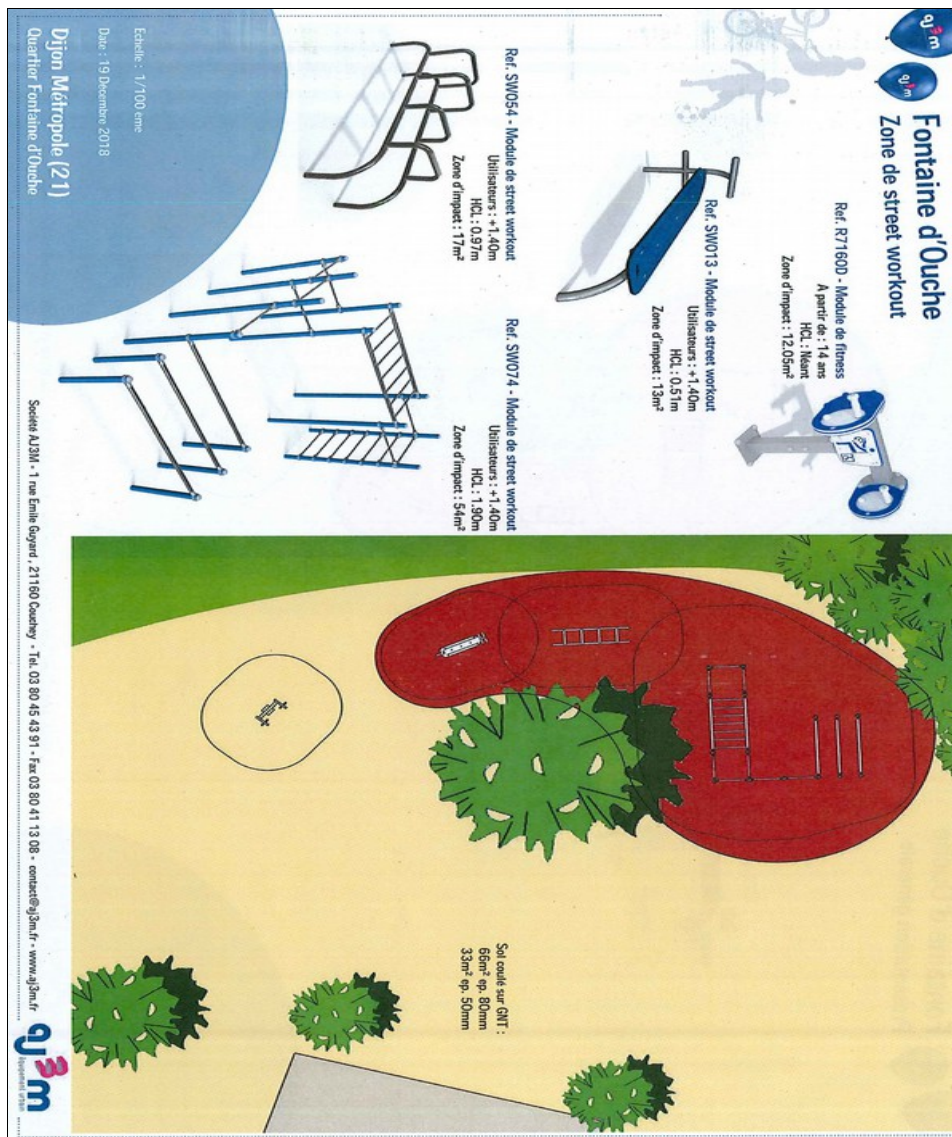 aj3m
aj3m
Fontaine d'Ouche
Zone de street workout
Ref. R7160D - Module de fitness
A partir de : 14 ans
HCL : Néant
Zone d'impact : 12.05m²
Ref. SW013 - Module de street workout
Utilisateurs : +1.40m
HCL : 0.51m
Zone d'impact : 13m²
Ref. SW054 - Module de street workout
Utilisateurs : +1.40m
HCL : 0.97m
Zone d'impact : 17m²
Ref. SW074 - Module de street workout
Utilisateurs : +1.40m
HCL : 1.90m
Zone d'impact : 54m²
Sol coulé sur GNT :
66m² ep. 80mm
33m² ep. 50mm
Echelle : 1/100 ème
Date : 19 Décembre 2018
Dijon Métropole (21)
Quartier Fontaine d'Ouche
Société AJ3M - 1 rue Emile Guyard , 21160 Couchey - Tel. 03 80 45 43 91 - Fax 03 80 41 13 08 - contact@aj3m.fr - www.aj3m.fr
aj3m
équipement urbain